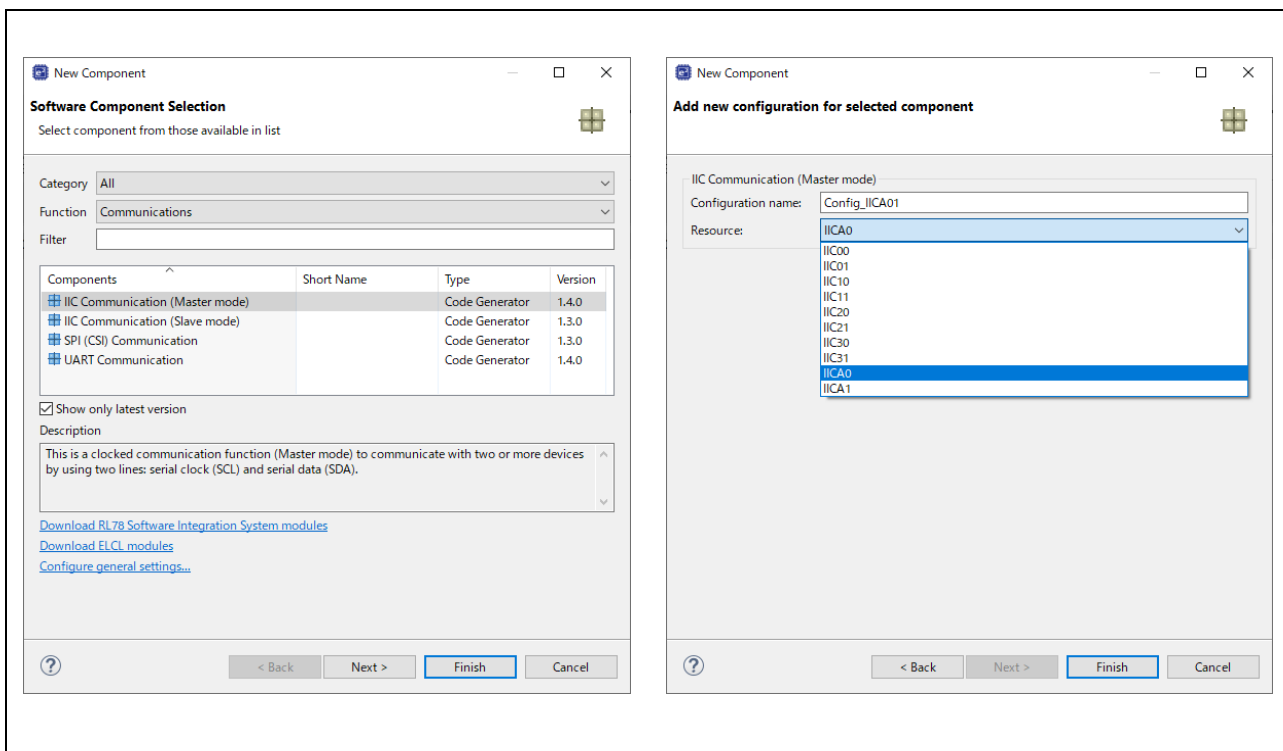 New Component
Software Component Selection
Select component from those available in list
Category All
Function Communications
Filter
Components Short Name Type Version
IIC Communication (Master mode) Code Generator 1.4.0
IIC Communication (Slave mode) Code Generator 1.3.0
SPI (CSI) Communication Code Generator 1.3.0
UART Communication Code Generator 1.4.0
Show only latest version
Description
This is a clocked communication function (Master mode) to communicate with two or more devices
by using two lines: serial clock (SCL) and serial data (SDA).
Download RL78 Software Integration System modules
Download ELCL modules
Configure general settings...
? < Back Next > Finish Cancel
New Component
Add new configuration for selected component
IIC Communication (Master mode)
Configuration name: Config_IICA01
Resource: IICA0
IIC00
IIC01
IIC10
IIC11
IIC20
IIC21
IIC30
IIC31
IICA0
IICA1
? < Back Next > Finish Cancel